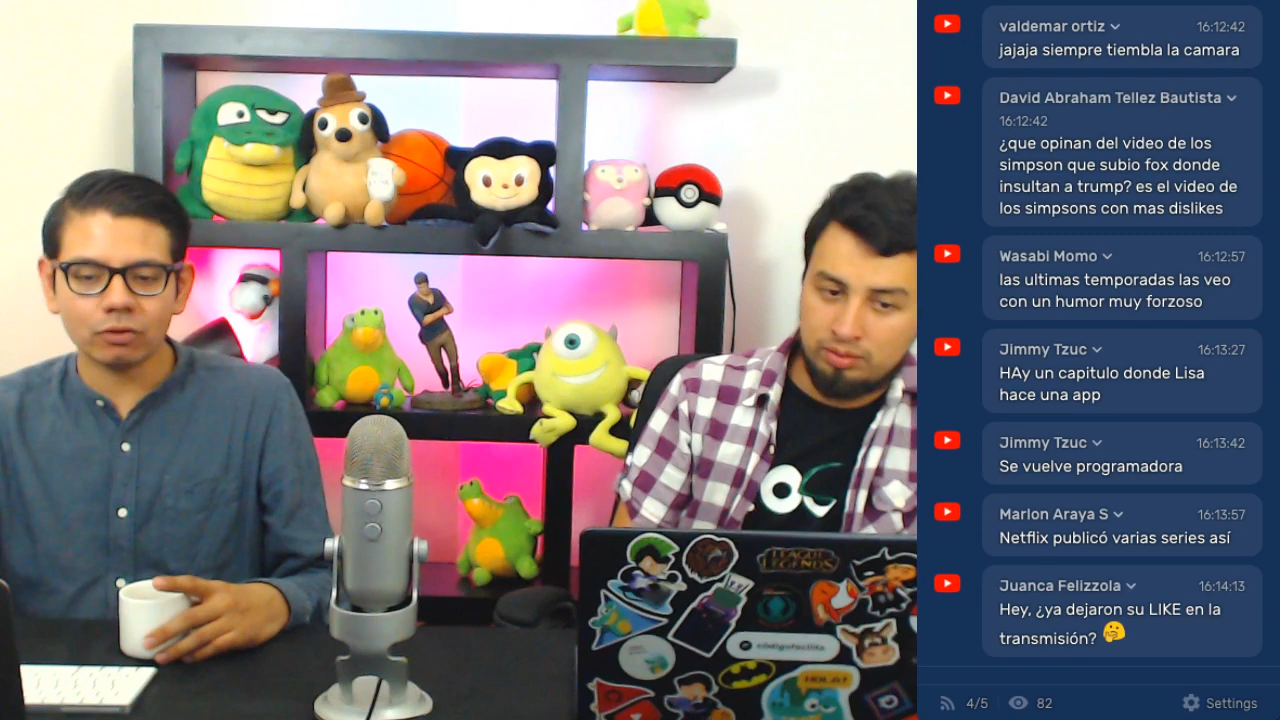 valdemar ortiz 16:12:42
jajaja siempre tiembla la camara
David Abraham Tellez Bautista
16:12:42
¿que opinan del video de los
simpson que subio fox donde
insultan a trump? es el video de
los simpsons con mas dislikes
Wasabi Momo 16:12:57
las ultimas temporadas las veo
con un humor muy forzoso
Jimmy Tzuc 16:13:27
HAy un capitulo donde Lisa
hace una app
Jimmy Tzuc 16:13:42
Se vuelve programadora
Marlon Araya S 16:13:57
Netflix publicó varias series así
Juanca Felizzola 16:14:13
Hey, ¿ya dejaron su LIKE en la
transmisión? 🤔
4/5 82 Settings
LEAGUE
LEGENDS
códigofacilito
HOLA!